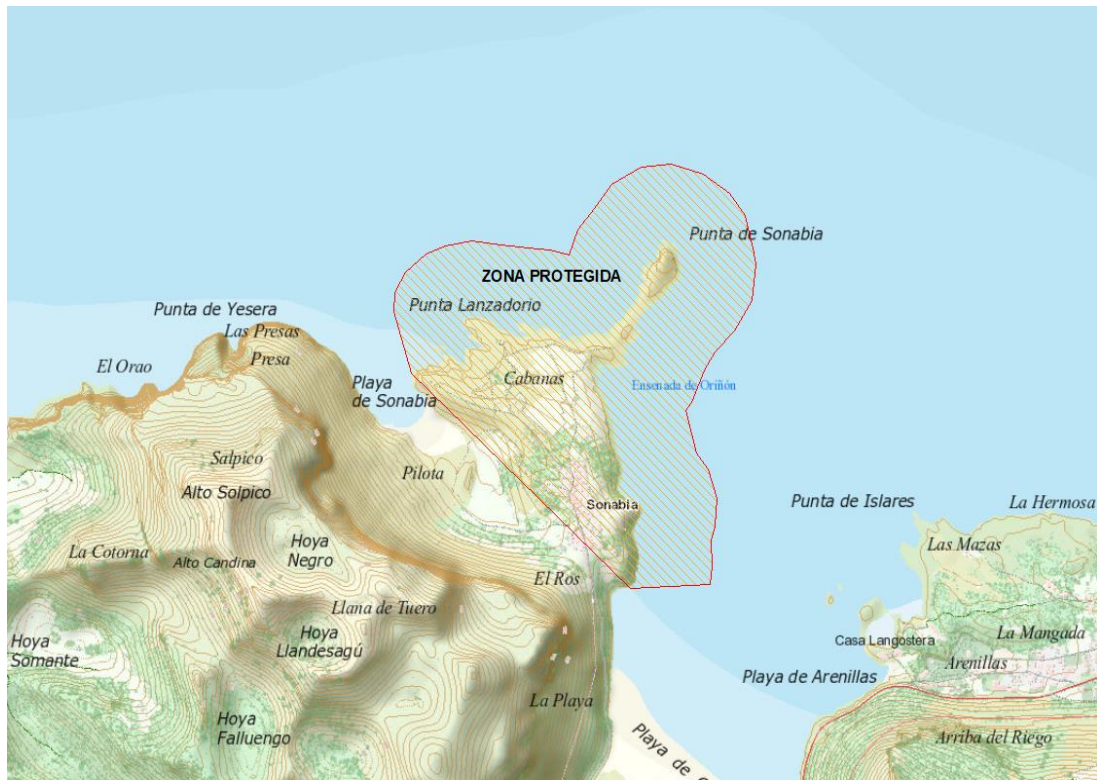 Punta de Sonabia
ZONA PROTEGIDA
Punta Lanzadorio
Punta de Yesera
Las Presas
Presa
El Orao
Playa
de Sonabia
Cabanas
Ensenada de Oriñón
Salpico
Pilota
Alto Solpico
Sonabia
Punta de Islares
La Hermosa
Hoya
Negro
Las Mazas
La Cotorna
Alto Candina
El Ros
Llana de Tuero
Hoya
Somante
Hoya
Llandesagú
Casa Langostera
La Mangada
Arenillas
Playa de Arenillas
La Playa
Hoya
Falluengo
Playa de
Arriba del Riego